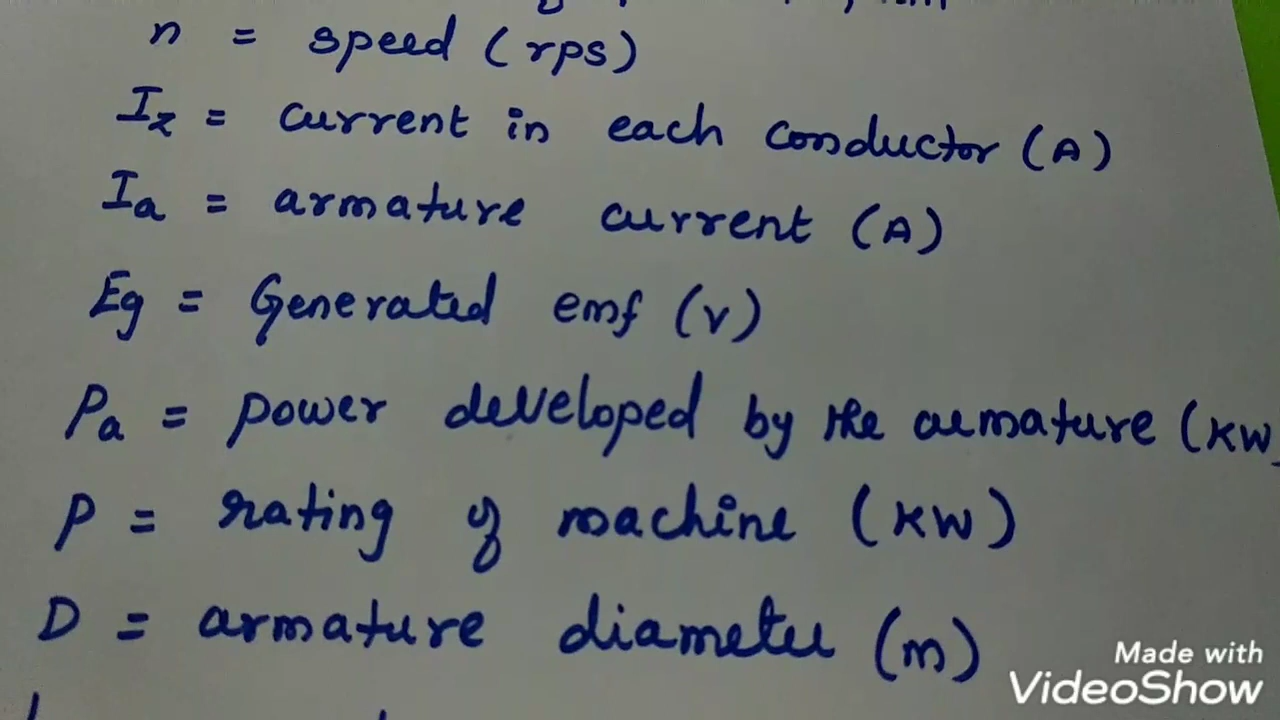 n = speed (rps)
Iz = current in each conductor (A)
Ia = armature current (A)
Eg = Generated emf (v)
Pa = power developed by the armature (KW)
P = rating of machine (KW)
D = armature diameter (m)
Made with
VideoShow